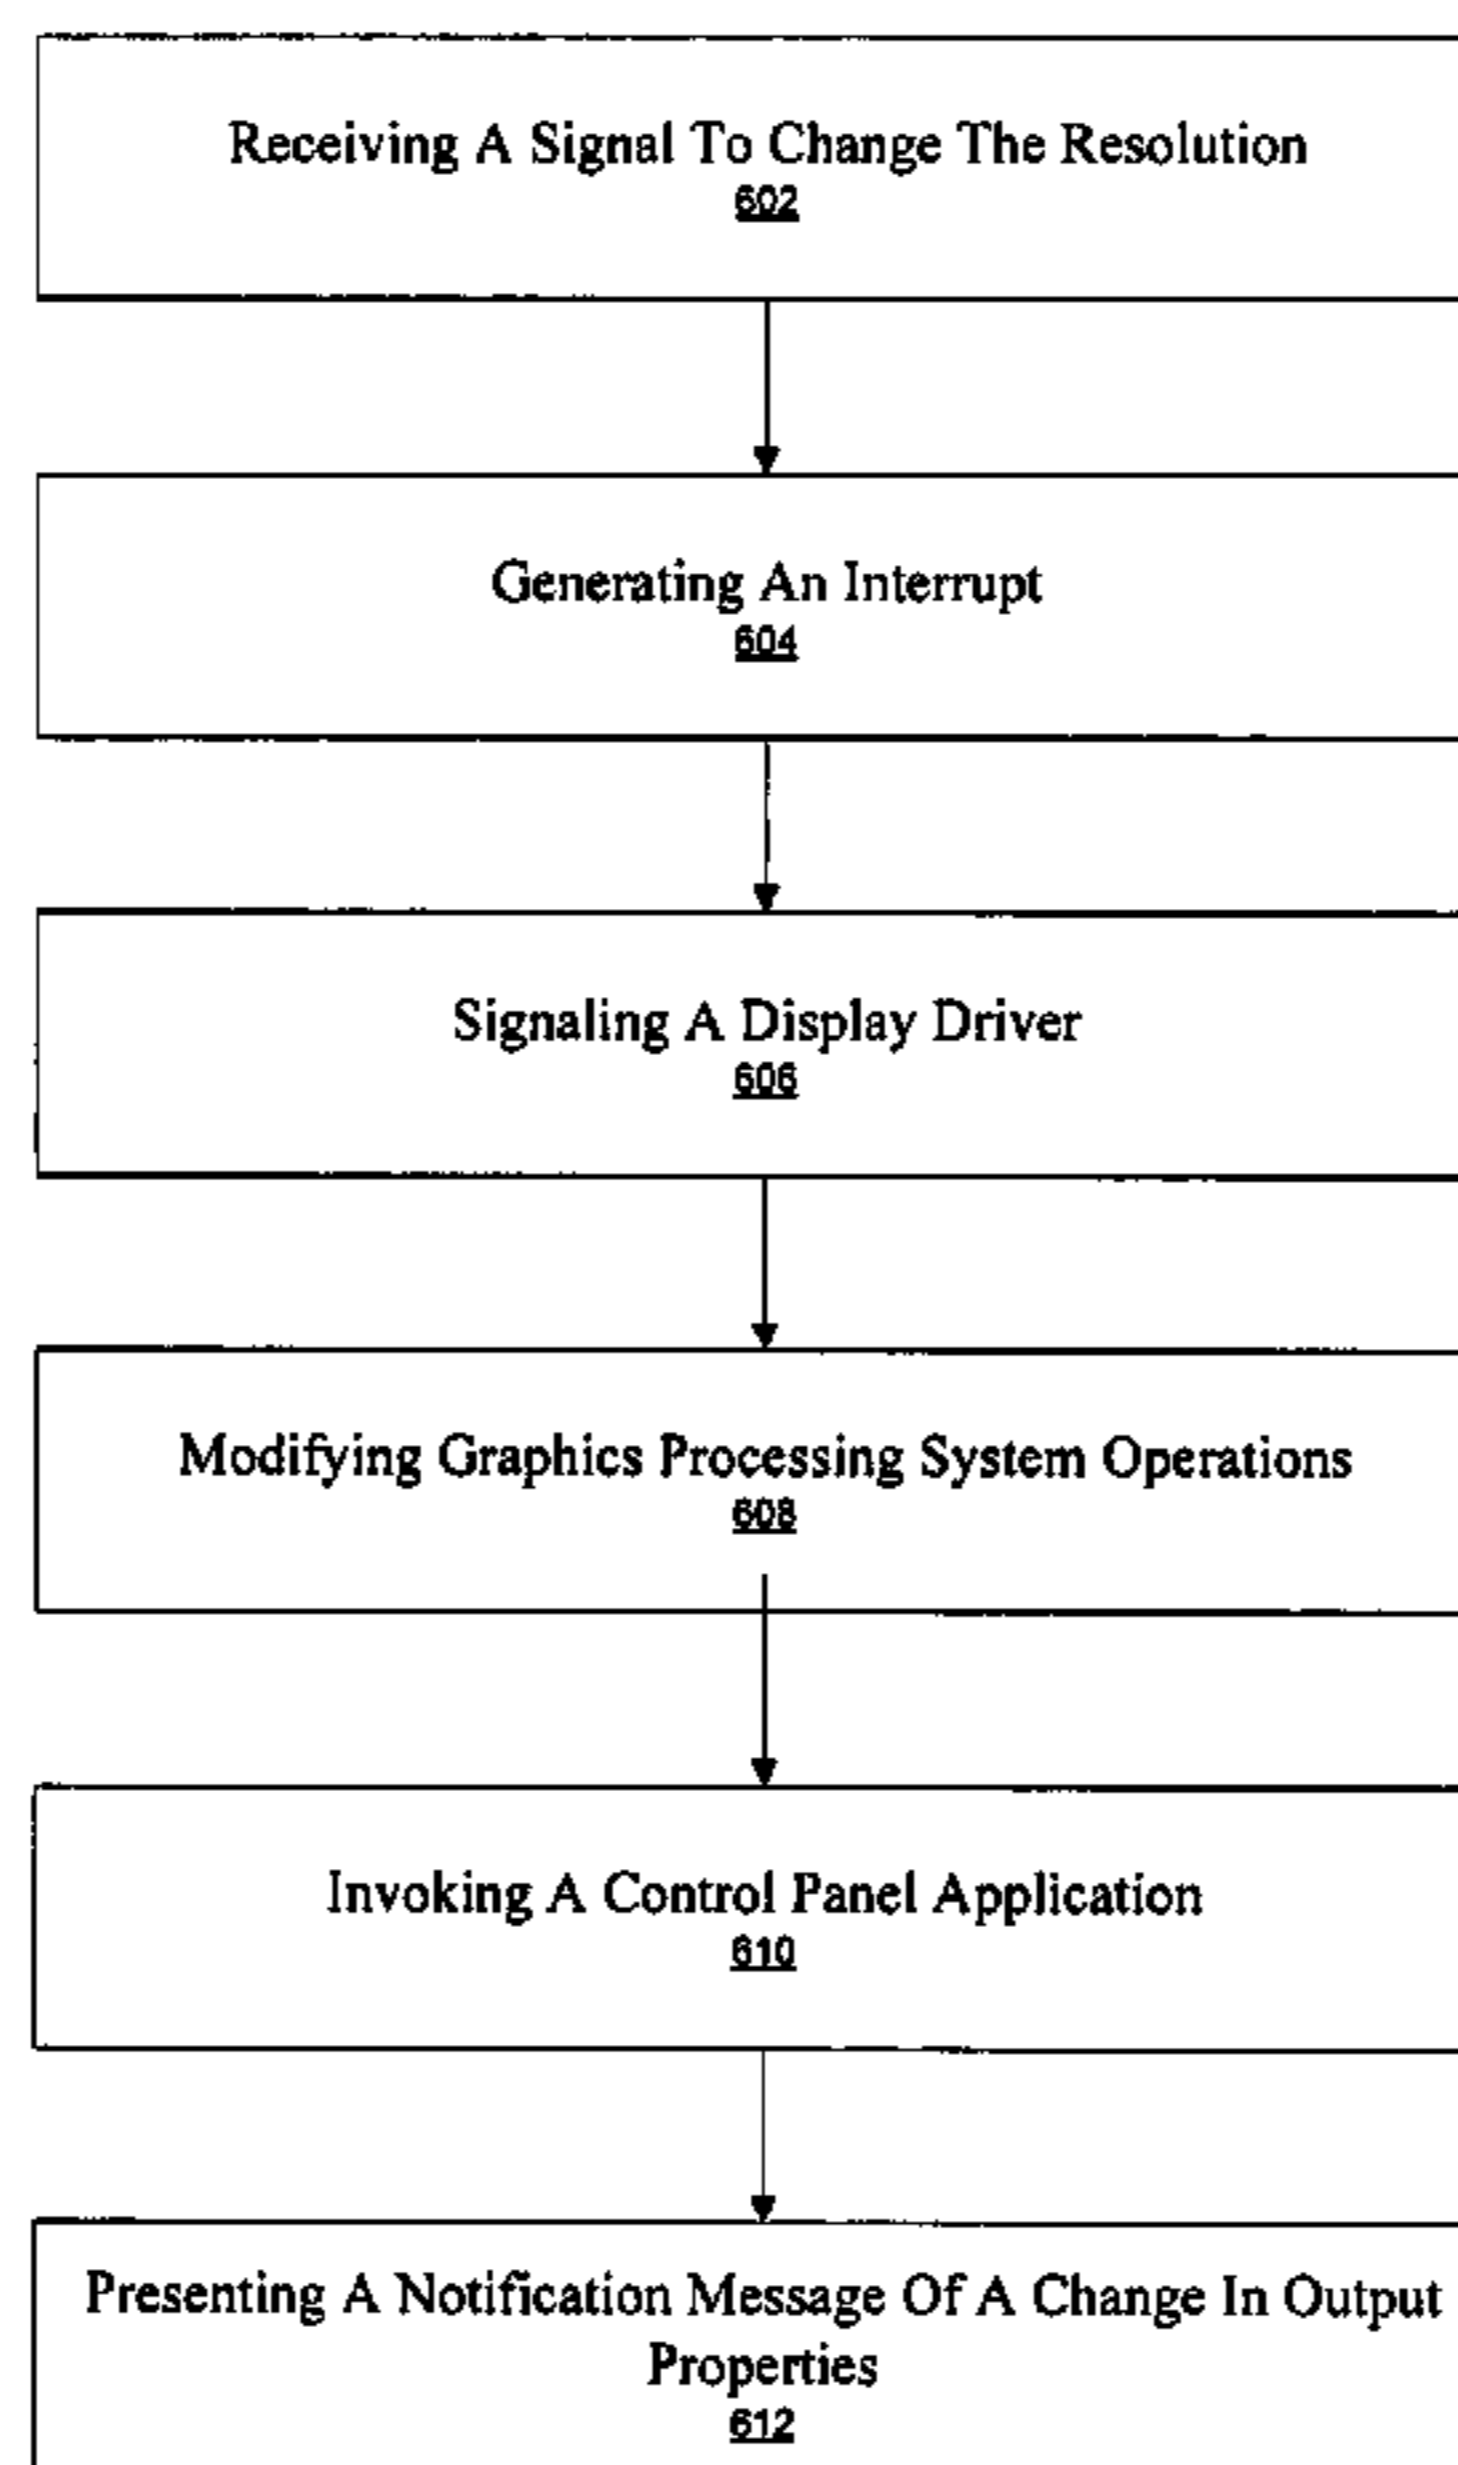 Receiving A Signal To Change The Resolution
602
Generating An Interrupt
604
Signaling A Display Driver
606
Modifying Graphics Processing System Operations
608
Invoking A Control Panel Application
610
Presenting A Notification Message Of A Change In Output
Properties
612